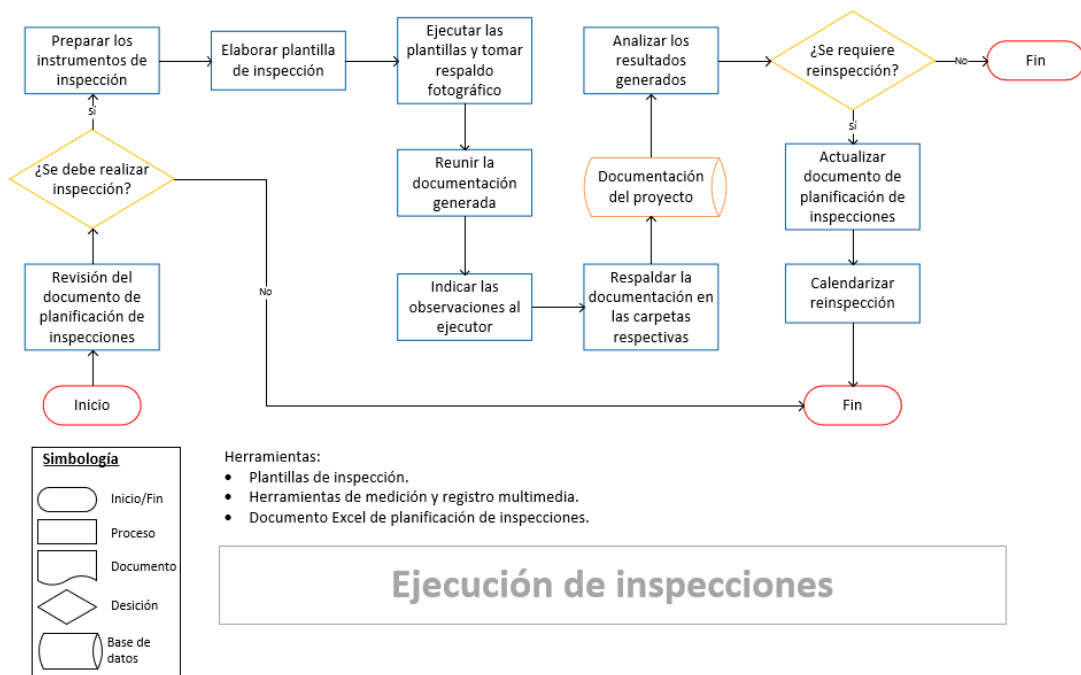 Preparar los
instrumentos de
inspección
Elaborar plantilla
de inspección
Ejecutar las
plantillas y tomar
respaldo
fotográfico
Analizar los
resultados
generados
¿Se requiere
reinspección?
No
Fin
Sí
¿Se debe realizar
inspección?
Reunir la
documentación
generada
Documentación
del proyecto
Sí
Actualizar
documento de
planificación de
inspecciones
Revisión del
documento de
planificación de
inspecciones
No
Indicar las
observaciones al
ejecutor
Respaldar la
documentación en
las carpetas
respectivas
Calendarizar
reinspección
Inicio
Fin
Simbología
Inicio/Fin
Proceso
Documento
Desición
Base de
datos
Herramientas:
• Plantillas de inspección.
• Herramientas de medición y registro multimedia.
• Documento Excel de planificación de inspecciones.
Ejecución de inspecciones